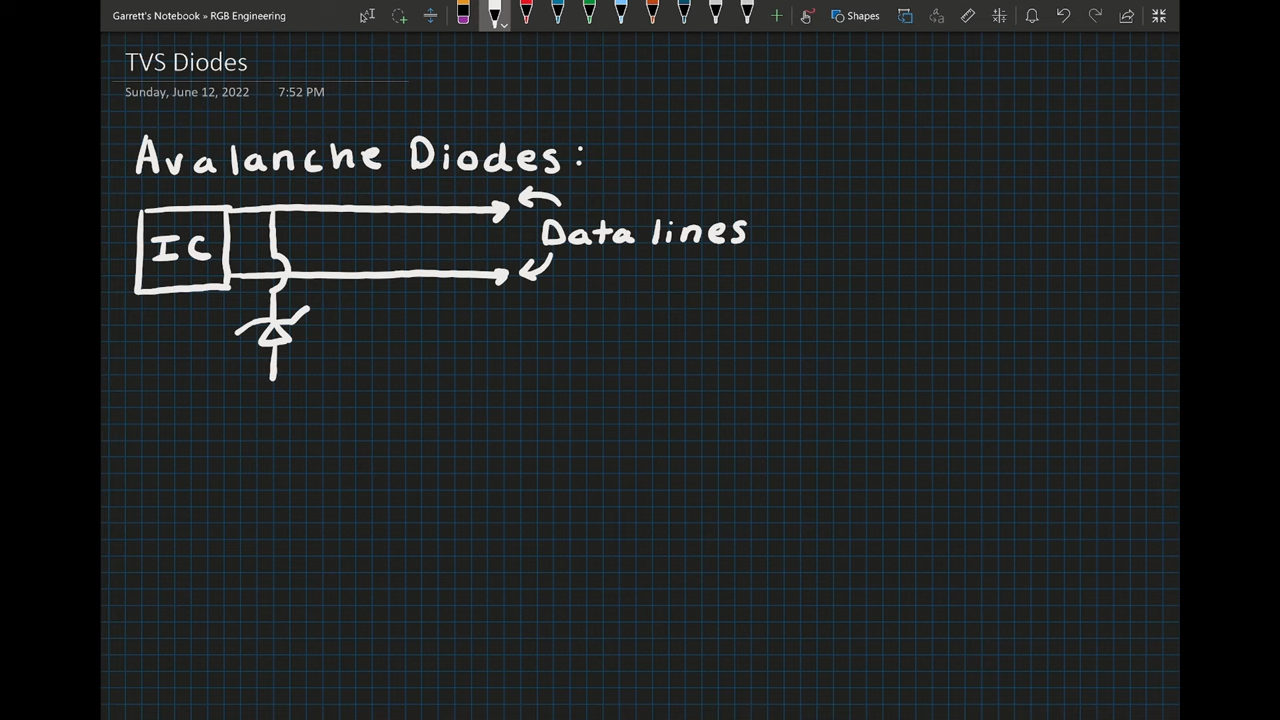 Garrett's Notebook » RGB Engineering
Shapes
TVS Diodes
Sunday, June 12, 2022 7:52 PM
Avalanche Diodes:
IC
Data lines